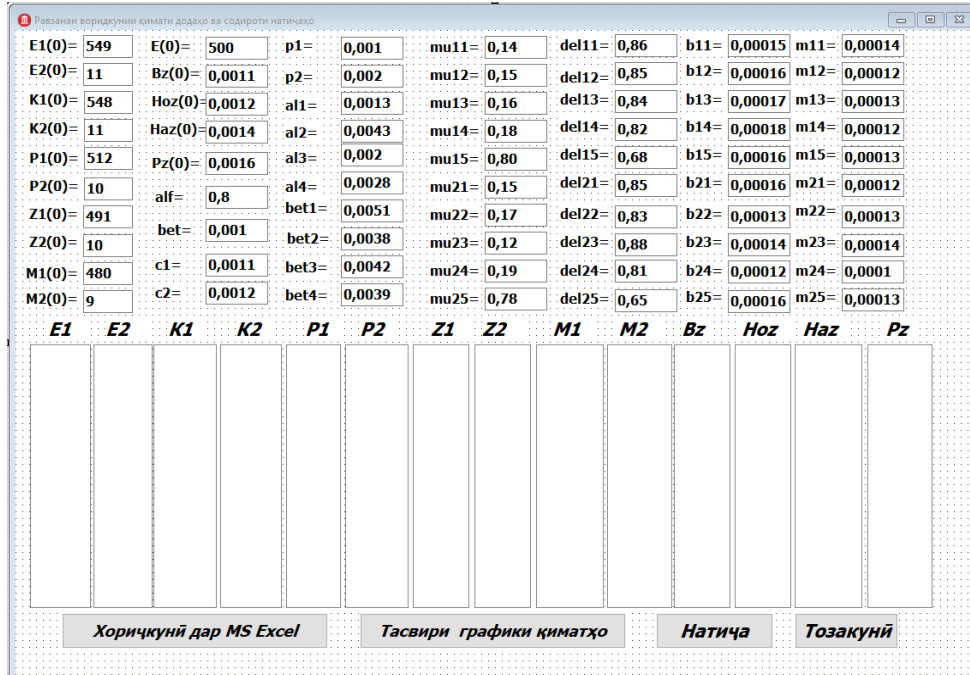 Равзанаи воридкунии қимати додаҳо ва содироти натиҷаҳо
E1(0)= 549 E(0)= 500 p1= 0,001 mu11= 0,14 del11= 0,86 b11= 0,00015 m11= 0,00014
E2(0)= 11 Bz(0)= 0,0011 p2= 0,002 mu12= 0,15 del12= 0,85 b12= 0,00016 m12= 0,00012
K1(0)= 548 Hoz(0)= 0,0012 al1= 0,0013 mu13= 0,16 del13= 0,84 b13= 0,00017 m13= 0,00013
K2(0)= 11 Haz(0)= 0,0014 al2= 0,0043 mu14= 0,18 del14= 0,82 b14= 0,00018 m14= 0,00012
P1(0)= 512 Pz(0)= 0,0016 al3= 0,002 mu15= 0,80 del15= 0,68 b15= 0,00016 m15= 0,00013
P2(0)= 10 alf= 0,8 al4= 0,0028 mu21= 0,15 del21= 0,85 b21= 0,00016 m21= 0,00012
Z1(0)= 491 bet= 0,001 bet1= 0,0051 mu22= 0,17 del22= 0,83 b22= 0,00013 m22= 0,00013
Z2(0)= 10 bet2= 0,0038 mu23= 0,12 del23= 0,88 b23= 0,00014 m23= 0,00014
M1(0)= 480 c1= 0,0011 bet3= 0,0042 mu24= 0,19 del24= 0,81 b24= 0,00012 m24= 0,0001
M2(0)= 9 c2= 0,0012 bet4= 0,0039 mu25= 0,78 del25= 0,65 b25= 0,00016 m25= 0,00013
E1 E2 K1 K2 P1 P2 Z1 Z2 M1 M2 Bz Hoz Haz Pz
Хориҷкунӣ дар MS Excel Тасвири графики қиматҳо Натиҷа Тозакунӣ